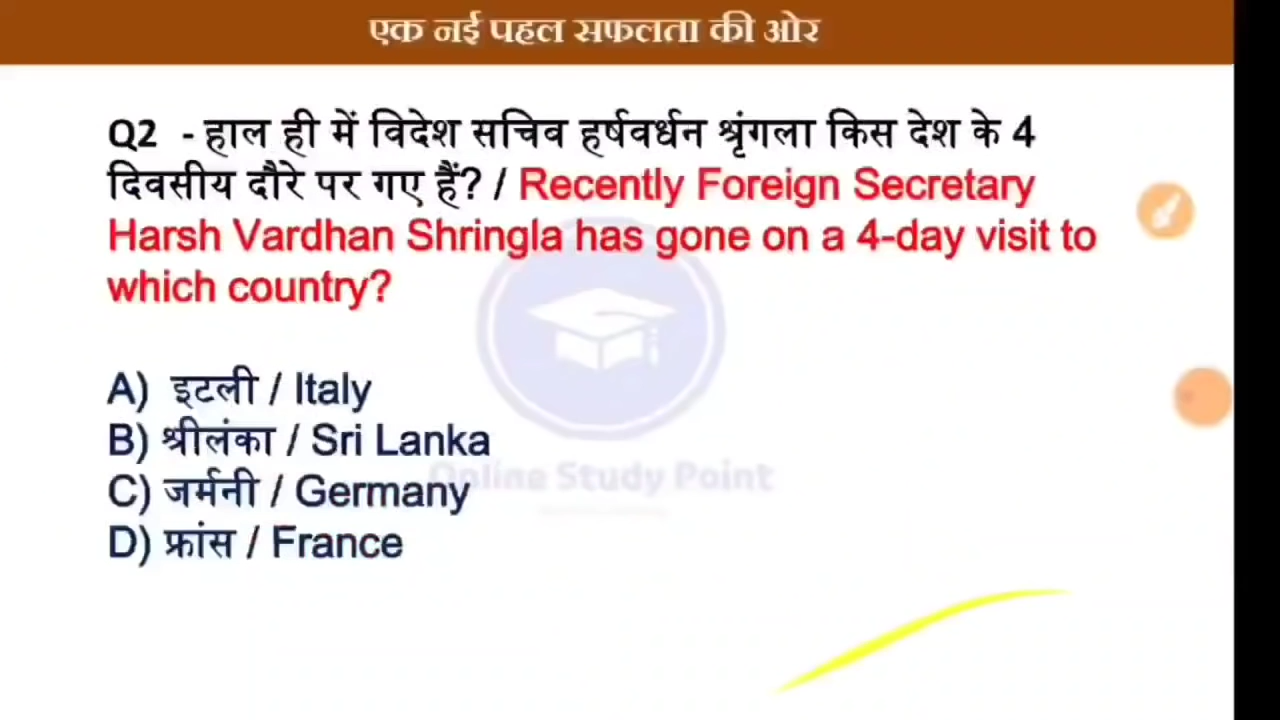 एक नई पहल सफलता की ओर
Q2 - हाल ही में विदेश सचिव हर्षवर्धन श्रृंगला किस देश के 4
दिवसीय दौरे पर गए हैं? / Recently Foreign Secretary
Harsh Vardhan Shringla has gone on a 4-day visit to
which country?
A) इटली / Italy
B) श्रीलंका / Sri Lanka
C) जर्मनी / Germany
Online Study Point
D) फ्रांस / France